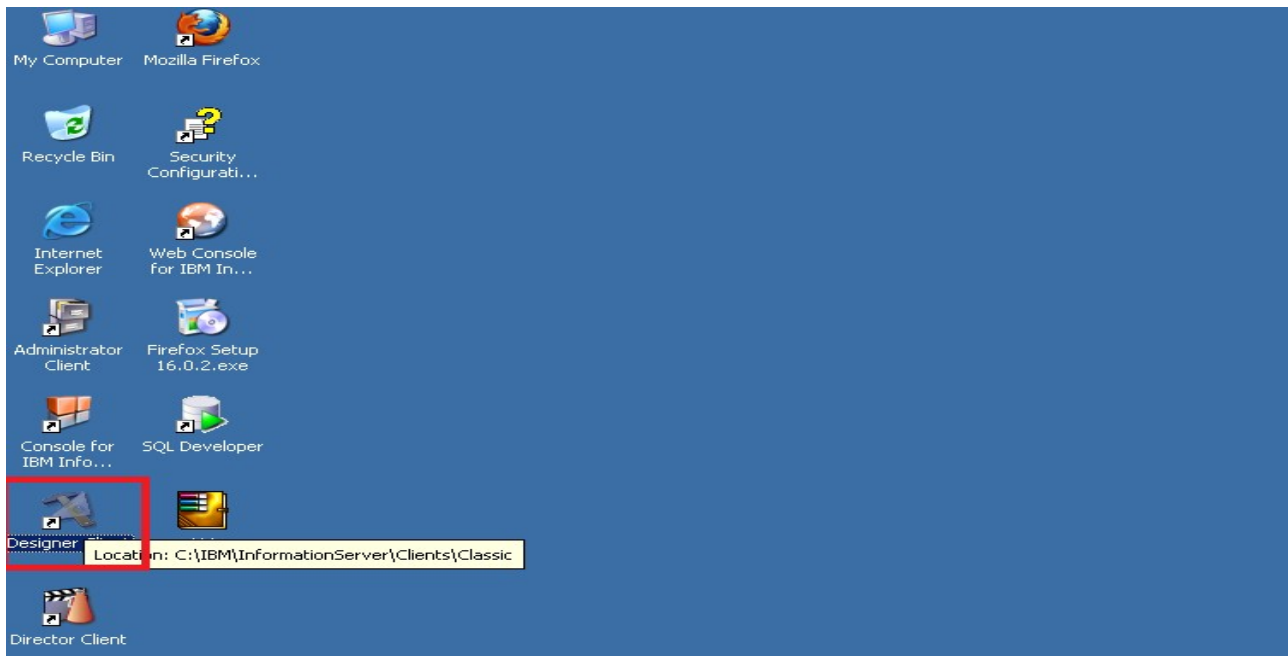 My Computer
Mozilla Firefox
Recycle Bin
Security
Configurati...
Internet
Explorer
Web Console
for IBM In...
Administrator
Client
Firefox Setup
16.0.2.exe
Console for
IBM Info...
SQL Developer
Designer
Location: C:\IBM\InformationServer\Clients\Classic
Director Client